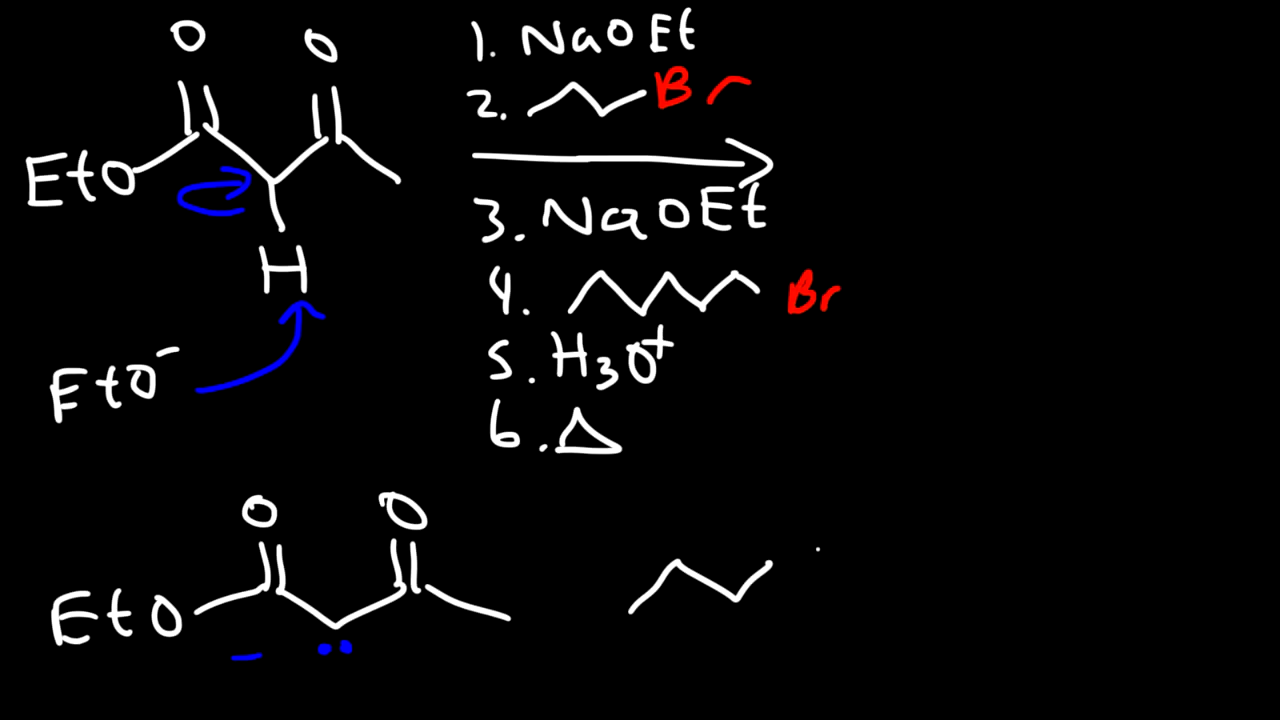 O O
EtO
H
EtO⁻
1. NaOEt
2. Br
3. NaOEt
4. Br
5. H₃O⁺
6. Δ
O O
EtO
− ••